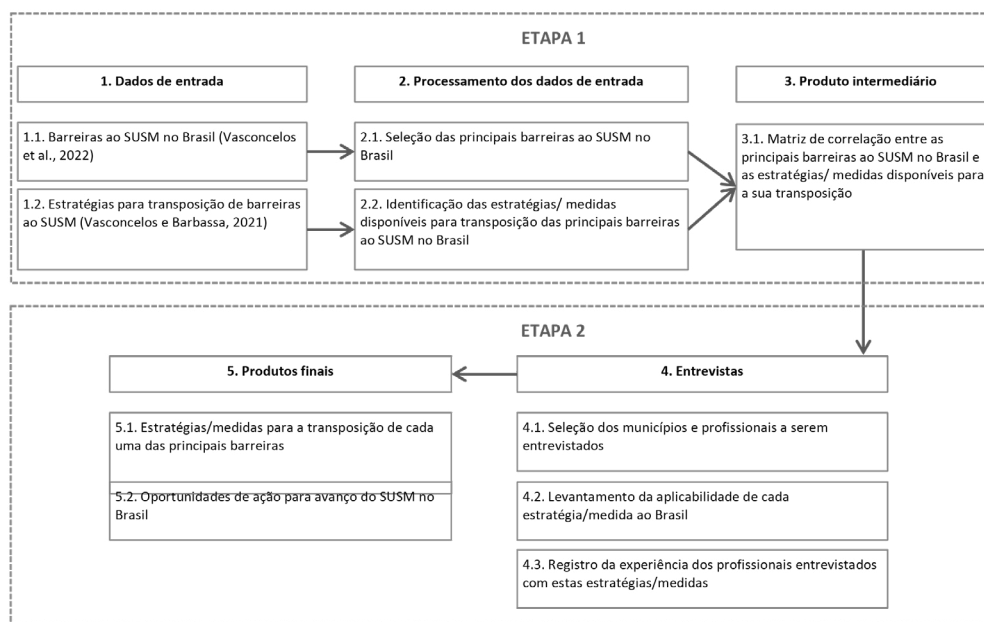 ETAPA 1
1. Dados de entrada
2. Processamento dos dados de entrada
3. Produto intermediário
1.1. Barreiras ao SUSM no Brasil (Vasconcelos
et al., 2022)
2.1. Seleção das principais barreiras ao SUSM no
Brasil
3.1. Matriz de correlação entre as
principais barreiras ao SUSM no Brasil e
as estratégias/ medidas disponíveis para
a sua transposição
1.2. Estratégias para transposição de barreiras
ao SUSM (Vasconcelos e Barbassa, 2021)
2.2. Identificação das estratégias/ medidas
disponíveis para transposição das principais barreiras
ao SUSM no Brasil
ETAPA 2
5. Produtos finais
4. Entrevistas
5.1. Estratégias/medidas para a transposição de cada
uma das principais barreiras
5.2. Oportunidades de ação para avanço do SUSM no
Brasil
4.1. Seleção dos municípios e profissionais a serem
entrevistados
4.2. Levantamento da aplicabilidade de cada
estratégia/medida ao Brasil
4.3. Registro da experiência dos profissionais entrevistados
com estas estratégias/medidas